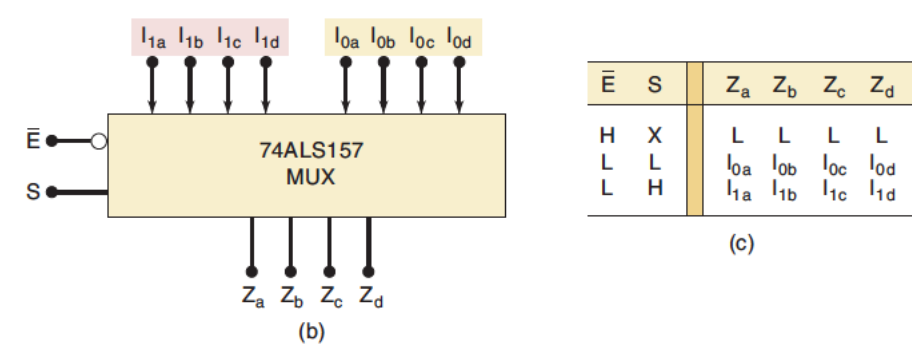 I1a I1b I1c I1d I0a I0b I0c I0d
E̅
S
74ALS157
MUX
Za Zb Zc Zd
(b)
E̅ S Za Zb Zc Zd
H X L L L L
L L I0a I0b I0c I0d
L H I1a I1b I1c I1d
(c)